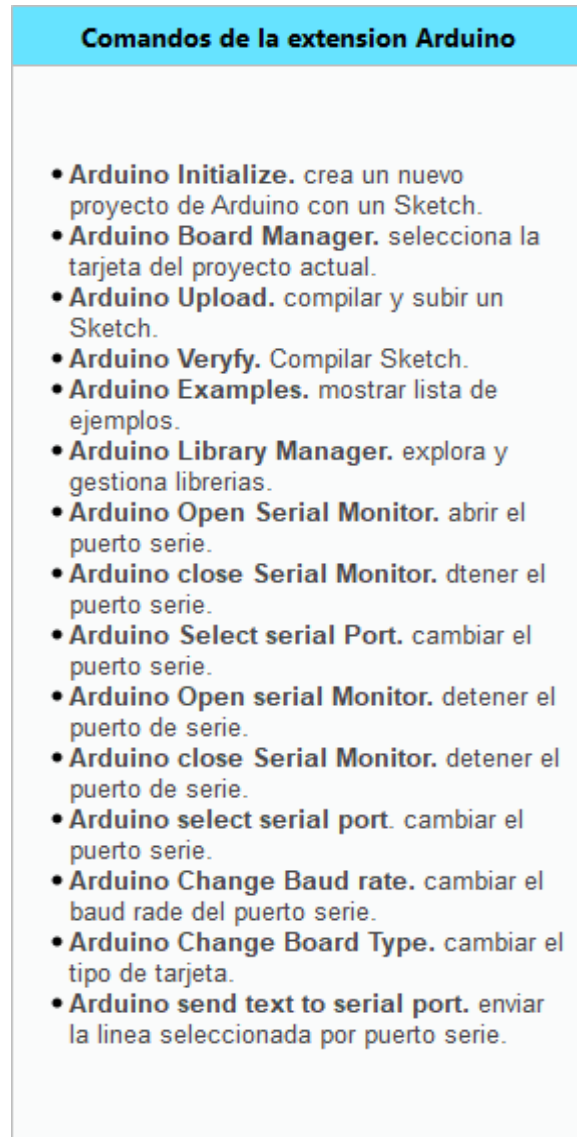 Comandos de la extension Arduino
• Arduino Initialize. crea un nuevo
proyecto de Arduino con un Sketch.
• Arduino Board Manager. selecciona la
tarjeta del proyecto actual.
• Arduino Upload. compilar y subir un
Sketch.
• Arduino Veryfy. Compilar Sketch.
• Arduino Examples. mostrar lista de
ejemplos.
• Arduino Library Manager. explora y
gestiona librerias.
• Arduino Open Serial Monitor. abrir el
puerto serie.
• Arduino close Serial Monitor. dtener el
puerto serie.
• Arduino Select serial Port. cambiar el
puerto serie.
• Arduino Open serial Monitor. detener el
puerto de serie.
• Arduino close Serial Monitor. detener el
puerto de serie.
• Arduino select serial port. cambiar el
puerto serie.
• Arduino Change Baud rate. cambiar el
baud rade del puerto serie.
• Arduino Change Board Type. cambiar el
tipo de tarjeta.
• Arduino send text to serial port. enviar
la linea seleccionada por puerto serie.